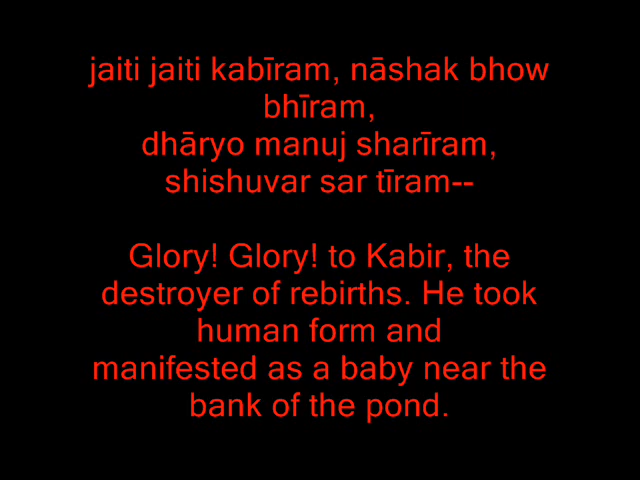 jaiti jaiti kabīram, nāshak bhow
bhīram,
dhāryo manuj sharīram,
shishuvar sar tīram--
Glory! Glory! to Kabir, the
destroyer of rebirths. He took
human form and
manifested as a baby near the
bank of the pond.